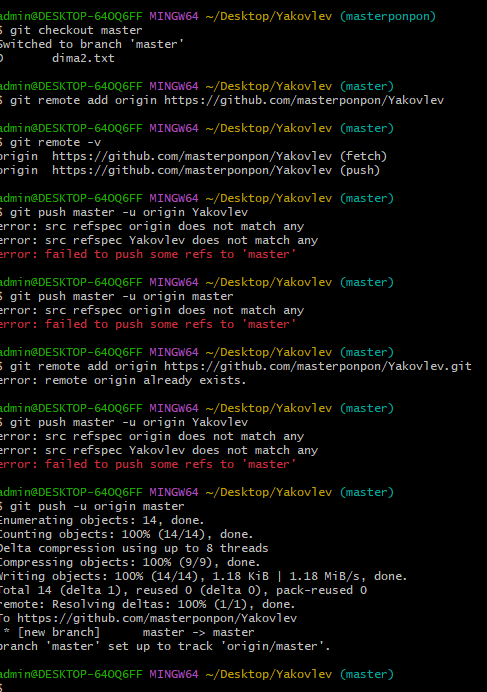 admin@DESKTOP-64OQ6FF MINGW64 ~/Desktop/Yakovlev (masterponpon)
$ git checkout master
Switched to branch 'master'
D       dima2.txt
admin@DESKTOP-64OQ6FF MINGW64 ~/Desktop/Yakovlev (master)
$ git remote add origin https://github.com/masterponpon/Yakovlev
admin@DESKTOP-64OQ6FF MINGW64 ~/Desktop/Yakovlev (master)
$ git remote -v
origin  https://github.com/masterponpon/Yakovlev (fetch)
origin  https://github.com/masterponpon/Yakovlev (push)
admin@DESKTOP-64OQ6FF MINGW64 ~/Desktop/Yakovlev (master)
$ git push master -u origin Yakovlev
error: src refspec origin does not match any
error: src refspec Yakovlev does not match any
error: failed to push some refs to 'master'
admin@DESKTOP-64OQ6FF MINGW64 ~/Desktop/Yakovlev (master)
$ git push master -u origin master
error: src refspec origin does not match any
error: failed to push some refs to 'master'
admin@DESKTOP-64OQ6FF MINGW64 ~/Desktop/Yakovlev (master)
$ git remote add origin https://github.com/masterponpon/Yakovlev.git
error: remote origin already exists.
admin@DESKTOP-64OQ6FF MINGW64 ~/Desktop/Yakovlev (master)
$ git push master -u origin Yakovlev
error: src refspec origin does not match any
error: src refspec Yakovlev does not match any
error: failed to push some refs to 'master'
admin@DESKTOP-64OQ6FF MINGW64 ~/Desktop/Yakovlev (master)
$ git push -u origin master
Enumerating objects: 14, done.
Counting objects: 100% (14/14), done.
Delta compression using up to 8 threads
Compressing objects: 100% (9/9), done.
Writing objects: 100% (14/14), 1.18 KiB | 1.18 MiB/s, done.
Total 14 (delta 1), reused 0 (delta 0), pack-reused 0
remote: Resolving deltas: 100% (1/1), done.
To https://github.com/masterponpon/Yakovlev
 * [new branch]      master -> master
branch 'master' set up to track 'origin/master'.
admin@DESKTOP-64OQ6FF MINGW64 ~/Desktop/Yakovlev (master)
$